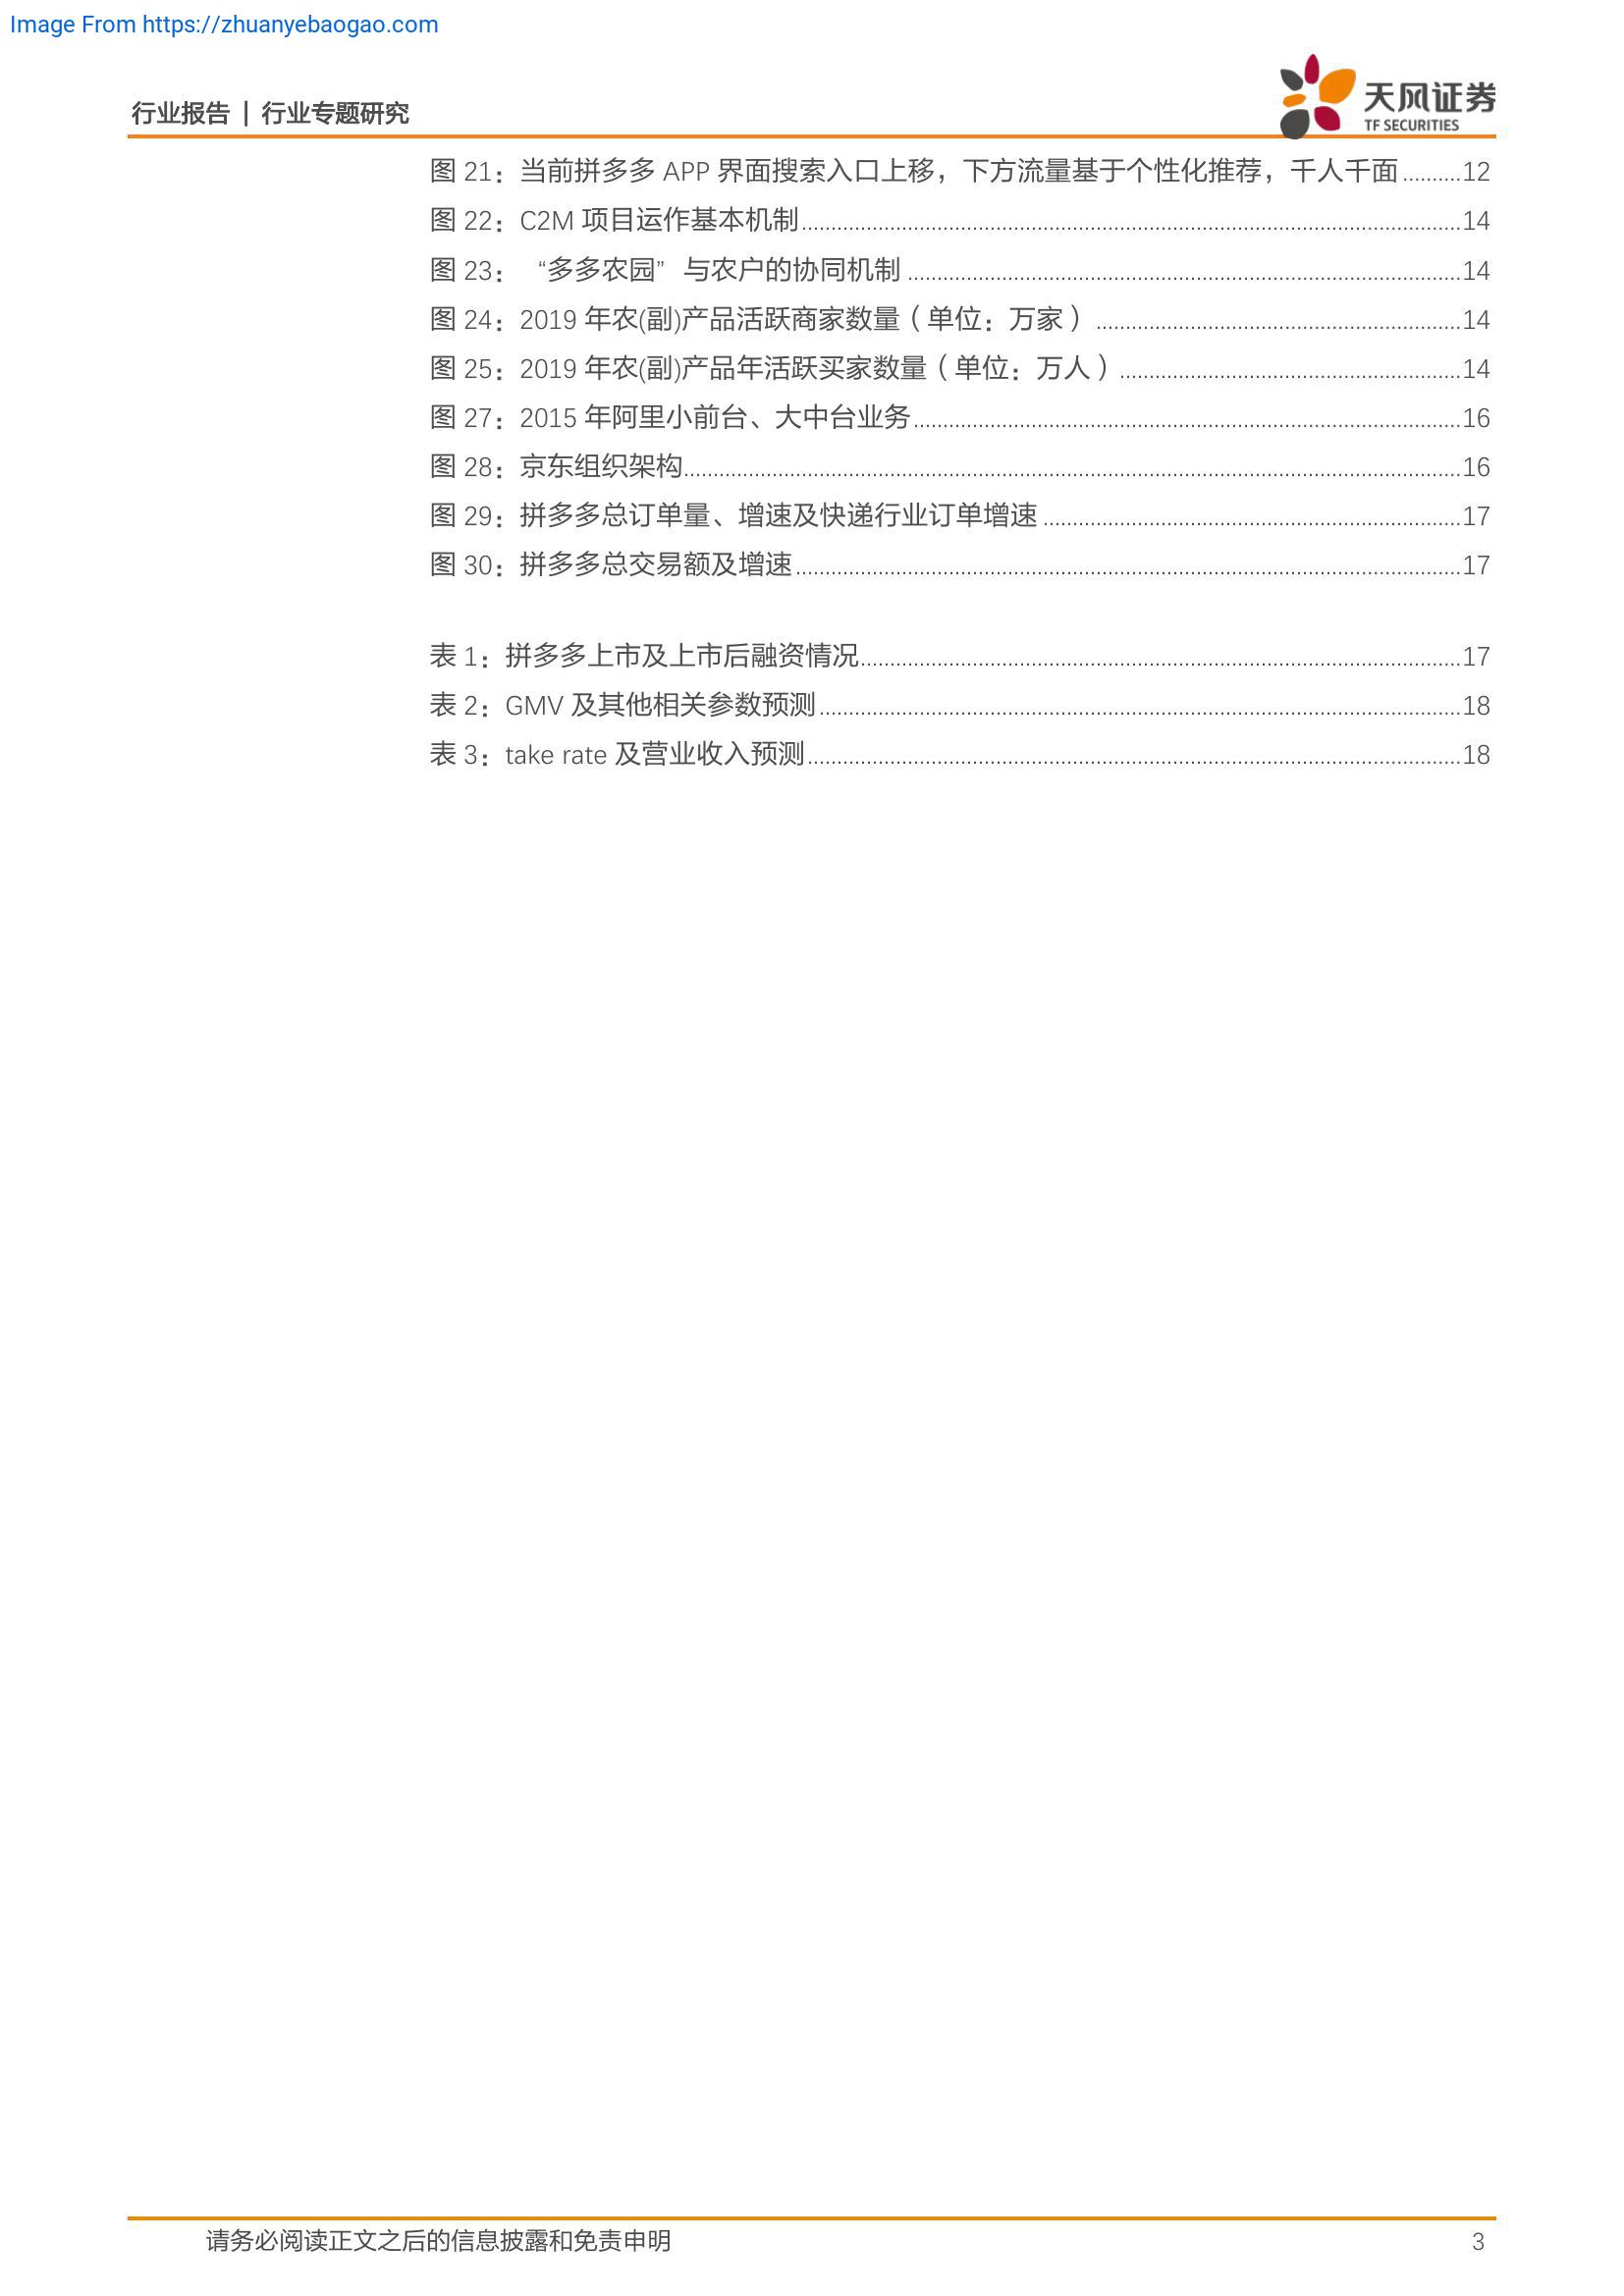 Image From https://zhuanyebaogao.com
天风证券
TF SECURITIES
行业报告 | 行业专题研究
图 21：当前拼多多 APP 界面搜索入口上移，下方流量基于个性化推荐，千人千面..........12
图 22：C2M 项目运作基本机制..........14
图 23：“多多农园”与农户的协同机制..........14
图 24：2019 年农(副)产品活跃商家数量（单位：万家）..........14
图 25：2019 年农(副)产品年活跃买家数量（单位：万人）..........14
图 27：2015 年阿里小前台、大中台业务..........16
图 28：京东组织架构..........16
图 29：拼多多总订单量、增速及快递行业订单增速..........17
图 30：拼多多总交易额及增速..........17
表 1：拼多多上市及上市后融资情况..........17
表 2：GMV 及其他相关参数预测..........18
表 3：take rate 及营业收入预测..........18
请务必阅读正文之后的信息披露和免责申明 3